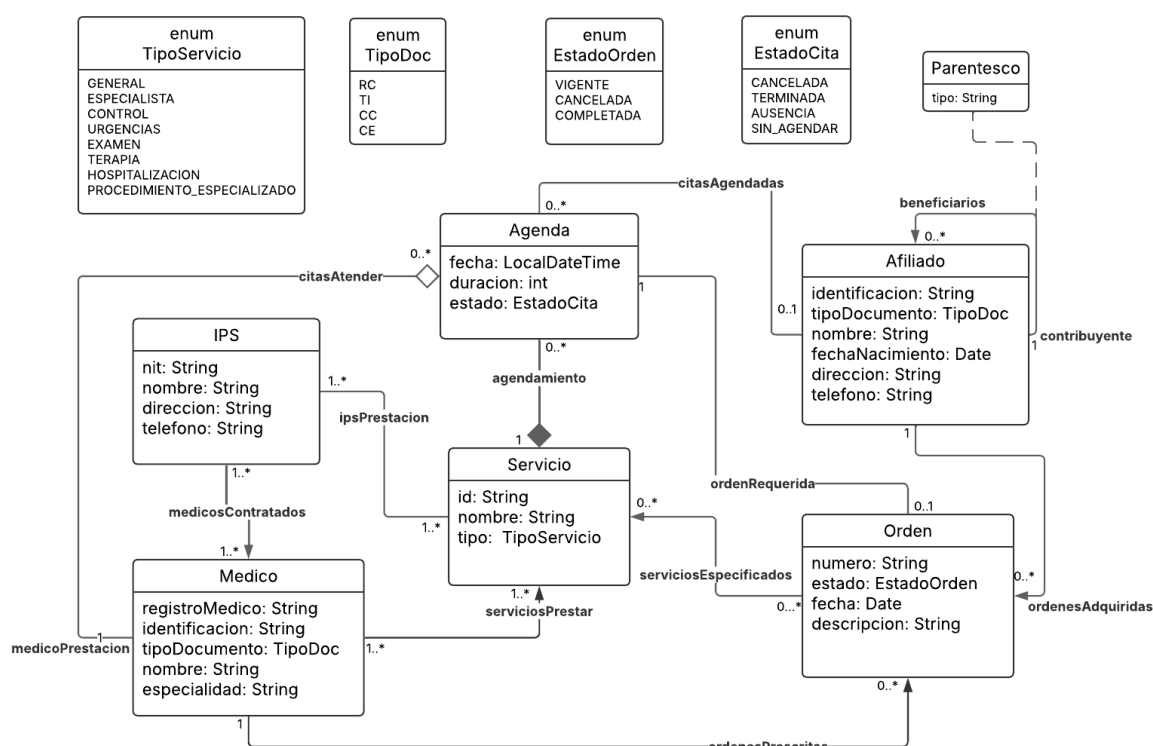 enum
TipoServicio
GENERAL
ESPECIALISTA
CONTROL
URGENCIAS
EXAMEN
TERAPIA
HOSPITALIZACION
PROCEDIMIENTO_ESPECIALIZADO
enum
TipoDoc
RC
TI
CC
CE
enum
EstadoOrden
VIGENTE
CANCELADA
COMPLETADA
enum
EstadoCita
CANCELADA
TERMINADA
AUSENCIA
SIN_AGENDAR
Parentesco
tipo: String
citasAgendadas
0..*
beneficiarios
0..*
Agenda
fecha: LocalDateTime
duracion: int
estado: EstadoCita
0..*
citasAtender
1
0..1
Afiliado
identificacion: String
tipoDocumento: TipoDoc
nombre: String
fechaNacimiento: Date
direccion: String
telefono: String
1
contribuyente
IPS
nit: String
nombre: String
direccion: String
telefono: String
0..*
agendamiento
1
1..*
ipsPrestacion
1..*
1..*
medicosContratados
1..*
Servicio
id: String
nombre: String
tipo: TipoServicio
ordenRequerida
0..1
0..*
serviciosEspecificados
0...*
1
0..*
ordenesAdquiridas
Orden
numero: String
estado: EstadoOrden
fecha: Date
descripcion: String
0..*
Medico
registroMedico: String
identificacion: String
tipoDocumento: TipoDoc
nombre: String
especialidad: String
1
medicoPrestacion
1..*
serviciosPrestar
1..*
1